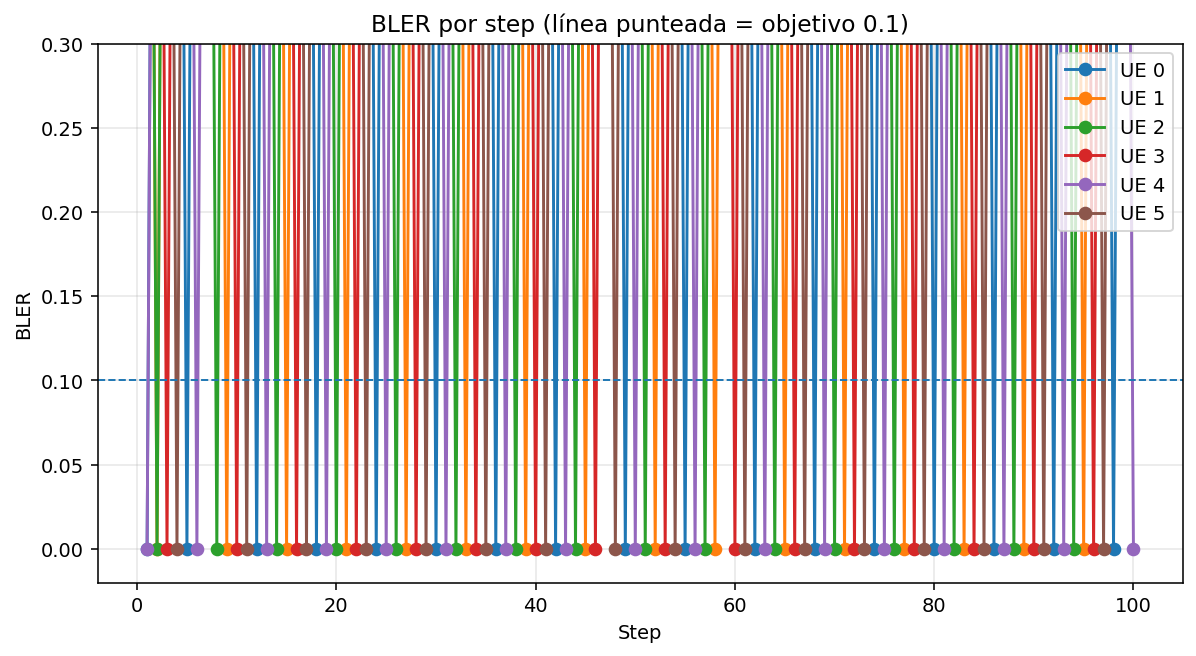 BLER por step (línea punteada = objetivo 0.1)
0.30
0.25
0.20
0.15
0.10
0.05
0.00
BLER
UE 0
UE 1
UE 2
UE 3
UE 4
UE 5
0 20 40 60 80 100
Step